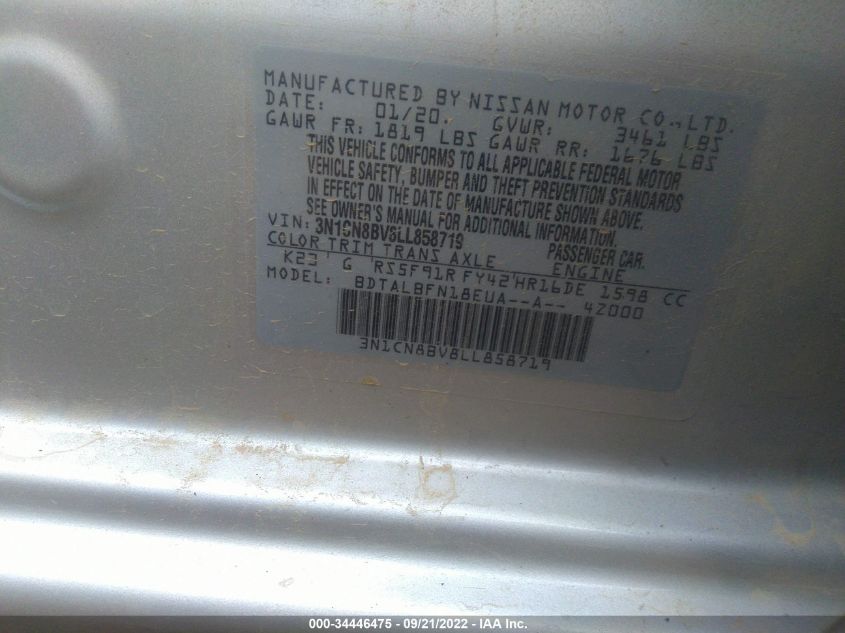 MANUFACTURED BY NISSAN MOTOR CO.,LTD.
DATE: 01/20. GVWR: 3461 LBS
GAWR FR: 1819 LBS GAWR RR: 1676 LBS
THIS VEHICLE CONFORMS TO ALL APPLICABLE FEDERAL MOTOR
VEHICLE SAFETY, BUMPER AND THEFT PREVENTION STANDARDS
IN EFFECT ON THE DATE OF MANUFACTURE SHOWN ABOVE.
SEE OWNER'S MANUAL FOR ADDITIONAL INFORMATION.
VIN: 3N1CN8BV8LL858719 PASSENGER CAR.
COLOR TRIM TRANS AXLE ENGINE
K23 ' G 'RS5F91R FY42'HR16DE 1598 CC
MODEL: BDTALBFN18EUA--A-- 42000
3N1CN8BV8LL858719
000-34446475 - 09/21/2022 - IAA Inc.